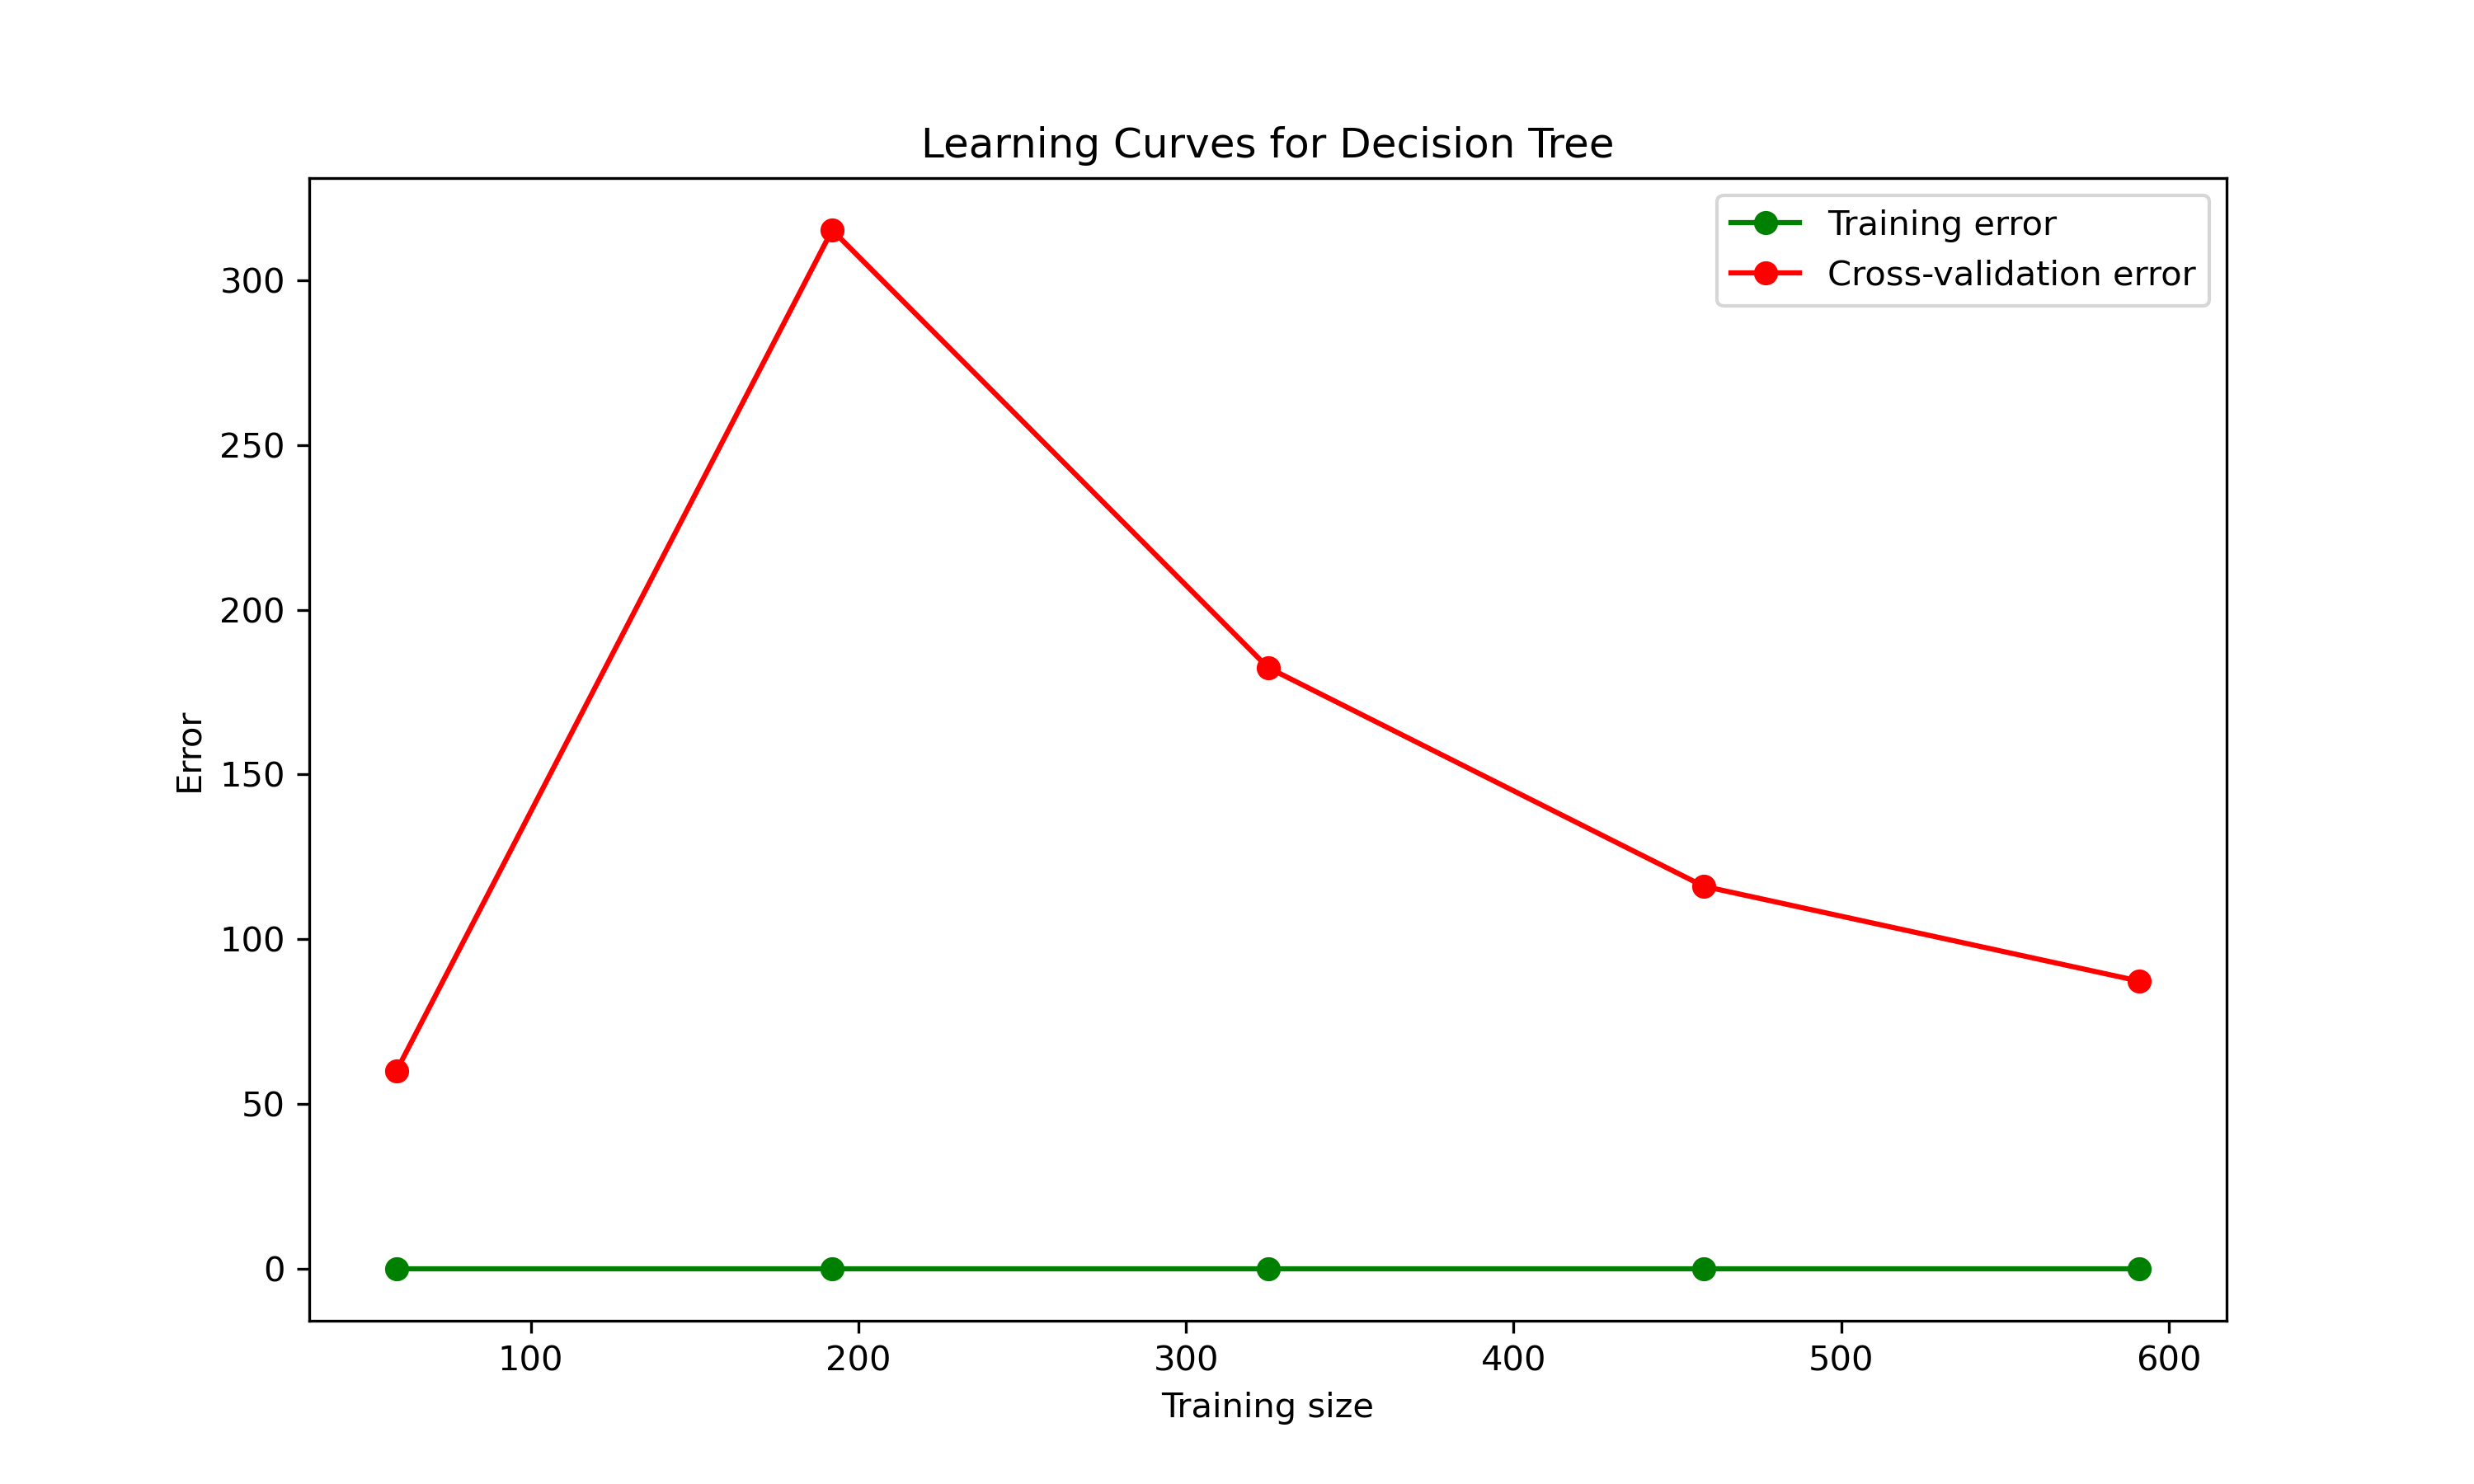 Learning Curves for Decision Tree
Training error
Cross-validation error
300
250
200
150
100
50
0
Error
100 200 300 400 500 600
Training size